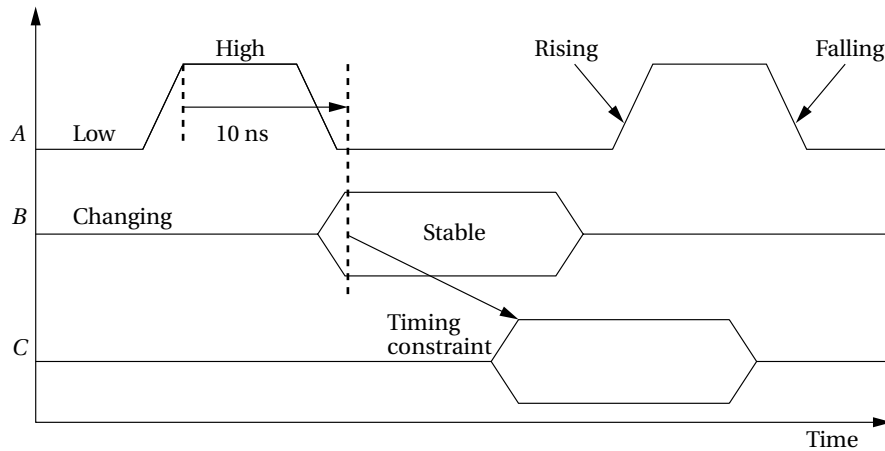 High
Rising
Falling
A
Low
10 ns
B
Changing
Stable
C
Timing
constraint
Time